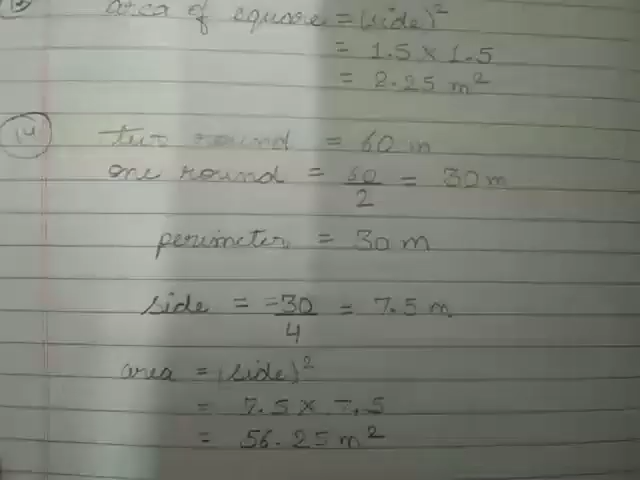 13 area of square = (side)²
= 1.5 × 1.5
= 2.25 m²
14 two round = 60 m
one round = 60/2 = 30 m
perimeter = 30 m
side = =30/4 = 7.5 m
area = (side)²
= 7.5 × 7.5
= 56.25 m²